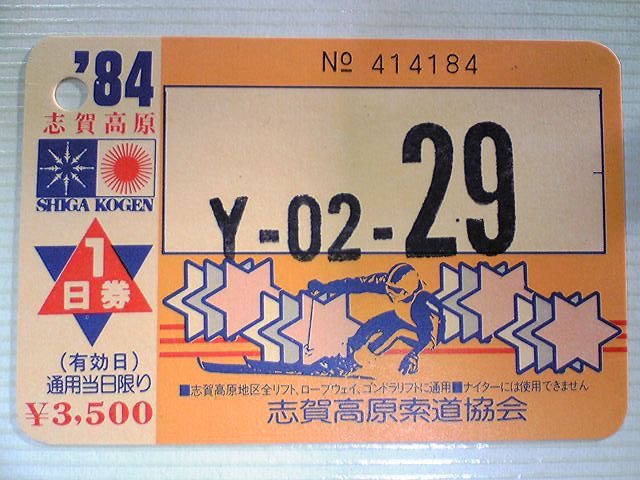 '84
志賀高原
SHIGA KOGEN
1
日券
(有効日)
通用当日限り
¥3,500
Nº 414184
Y-02-29
■志賀高原地区全リフト、ロープウェイ、ゴンドラリフトに通用■ナイターには使用できません
志賀高原索道協会